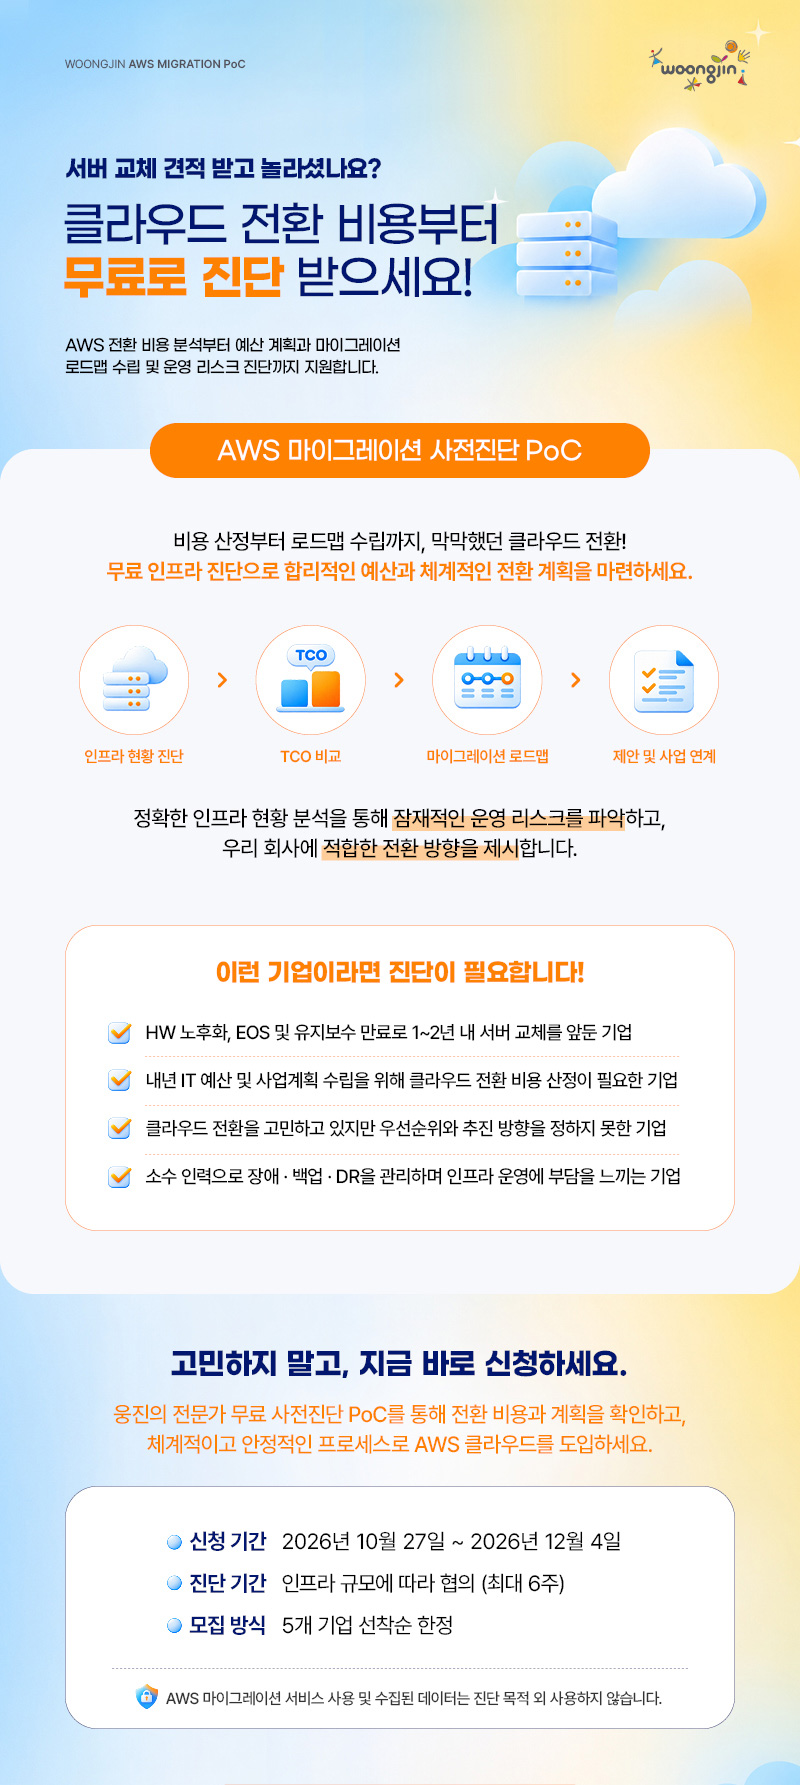 WOONGJIN AWS MIGRATION PoC
woongjin
서버 교체 견적 받고 놀라셨나요?
클라우드 전환 비용부터
무료로 진단 받으세요!
AWS 전환 비용 분석부터 예산 계획과 마이그레이션
로드맵 수립 및 운영 리스크 진단까지 지원합니다.
AWS 마이그레이션 사전진단 PoC
비용 산정부터 로드맵 수립까지, 막막했던 클라우드 전환!
무료 인프라 진단으로 합리적인 예산과 체계적인 전환 계획을 마련하세요.
TCO
인프라 현황 진단
TCO 비교
마이그레이션 로드맵
제안 및 사업 연계
정확한 인프라 현황 분석을 통해 잠재적인 운영 리스크를 파악하고,
우리 회사에 적합한 전환 방향을 제시합니다.
이런 기업이라면 진단이 필요합니다!
HW 노후화, EOS 및 유지보수 만료로 1~2년 내 서버 교체를 앞둔 기업
내년 IT 예산 및 사업계획 수립을 위해 클라우드 전환 비용 산정이 필요한 기업
클라우드 전환을 고민하고 있지만 우선순위와 추진 방향을 정하지 못한 기업
소수 인력으로 장애 · 백업 · DR을 관리하며 인프라 운영에 부담을 느끼는 기업
고민하지 말고, 지금 바로 신청하세요.
웅진의 전문가 무료 사전진단 PoC를 통해 전환 비용과 계획을 확인하고,
체계적이고 안정적인 프로세스로 AWS 클라우드를 도입하세요.
신청 기간 2026년 10월 27일 ~ 2026년 12월 4일
진단 기간 인프라 규모에 따라 협의 (최대 6주)
모집 방식 5개 기업 선착순 한정
AWS 마이그레이션 서비스 사용 및 수집된 데이터는 진단 목적 외 사용하지 않습니다.